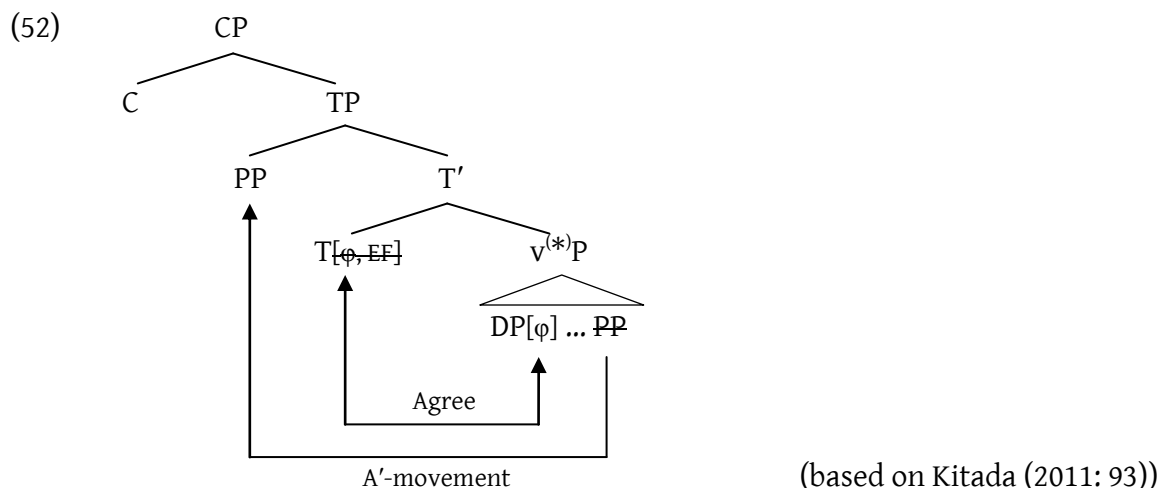 (52) CP
C TP
PP T′
T[φ, EF] v(*)P
DP[φ] ... PP
Agree
A′-movement (based on Kitada (2011: 93))